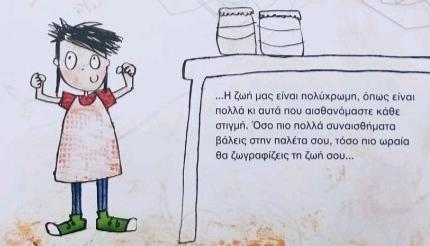 ...Η ζωή μας είναι πολύχρωμη, όπως είναι
πολλά κι αυτά που αισθανόμαστε κάθε
στιγμή. Όσο πιο πολλά συναισθήματα
βάλεις στην παλέτα σου, τόσο πιο ωραία
θα ζωγραφίζεις τη ζωή σου...